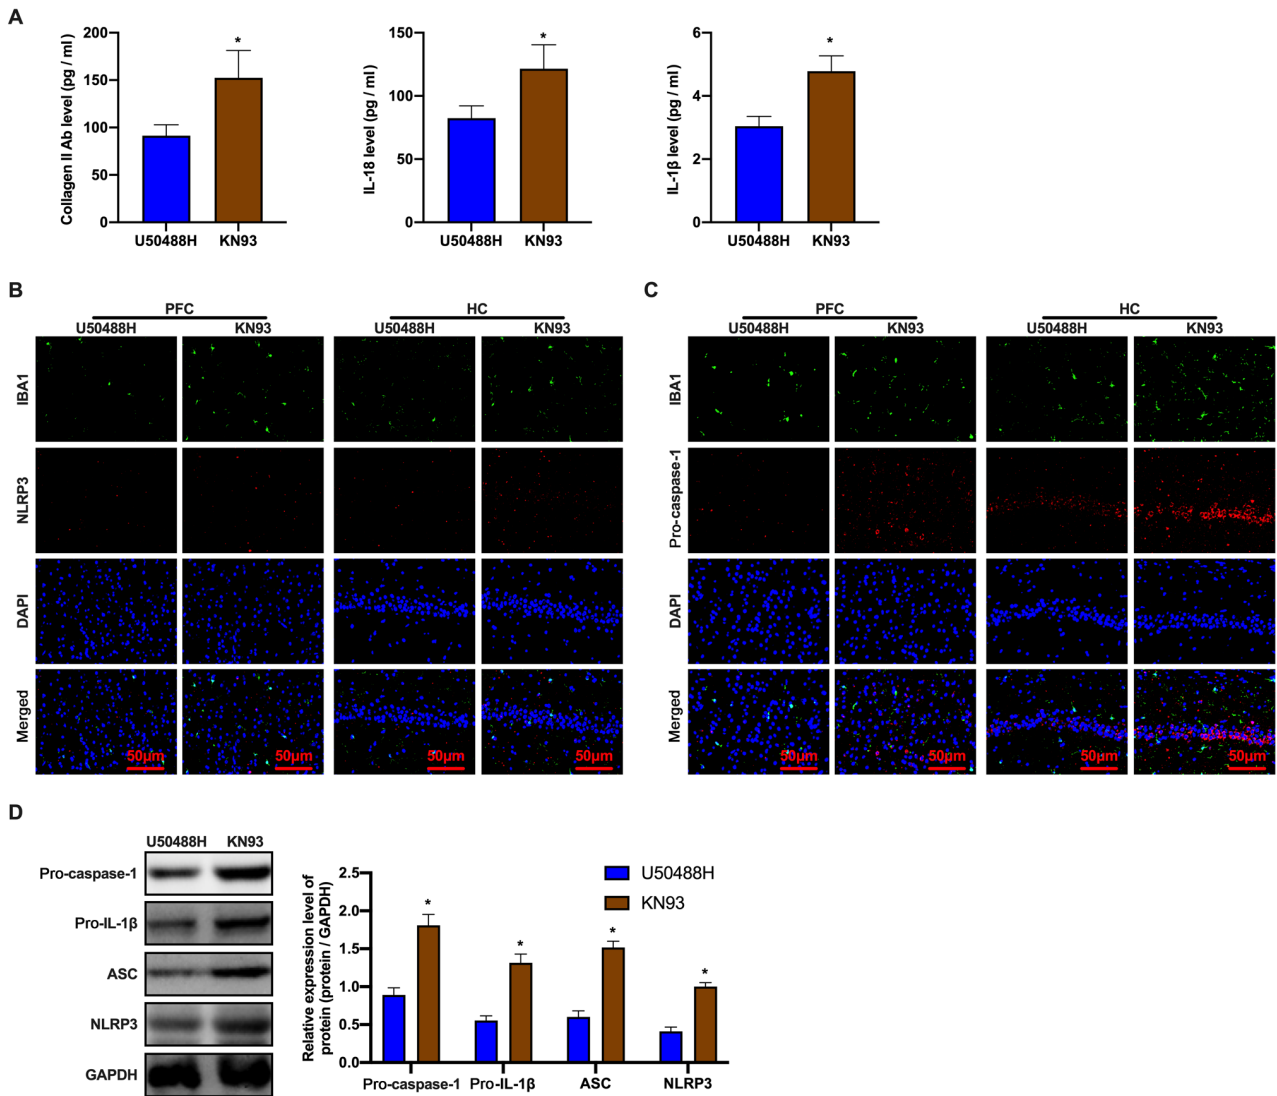 A
Collagen II Ab level (pg / ml)
200
150
100
50
0
*
U50488H KN93
IL-18 level (pg / ml)
150
100
50
0
*
U50488H KN93
IL-1β level (pg / ml)
6
4
2
0
*
U50488H KN93
B
PFC HC
U50488H KN93 U50488H KN93
IBA1
NLRP3
DAPI
Merged
50μm 50μm 50μm 50μm
C
PFC HC
U50488H KN93 U50488H KN93
IBA1
Pro-caspase-1
DAPI
Merged
50μm 50μm 50μm 50μm
D
U50488H KN93
Pro-caspase-1
Pro-IL-1β
ASC
NLRP3
GAPDH
Relative expression level of
protein (protein / GAPDH)
2.5
2.0
1.5
1.0
0.5
0.0
U50488H
KN93
* * * *
Pro-caspase-1 Pro-IL-1β ASC NLRP3